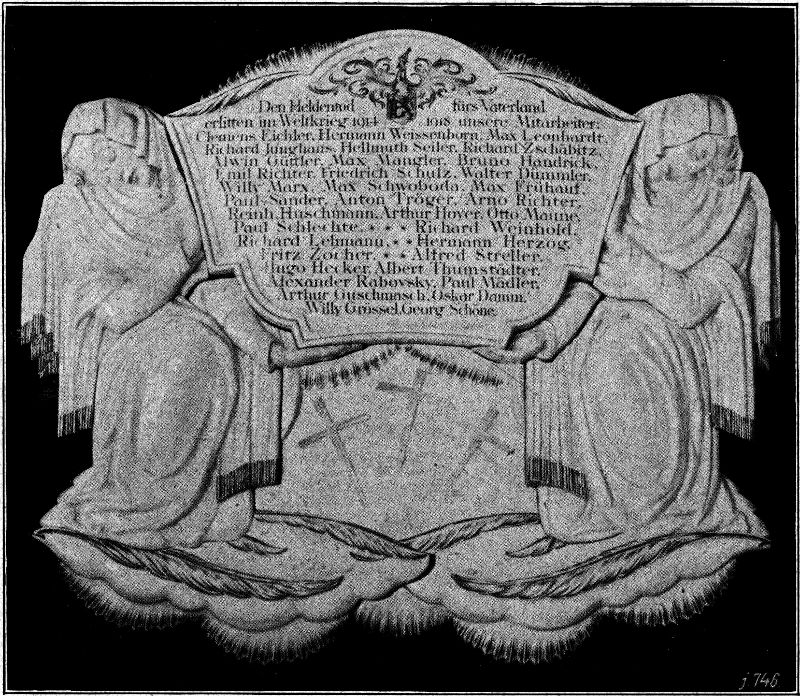 Den Heldentod fürs Vaterland
erlitten im Weltkrieg 1914 1918 unsere Mitarbeiter:
Clemens Eichler, Hermann Weissenborn, Max Leonhardt,
Richard Junghans, Hellmuth Seiler, Richard Zschabitz,
Alwin Güttler, Max Mangler, Bruno Handrick,
Emil Richter, Friedrich Schulz, Walter Dümmler,
Willy Marx, Max Schwoboda, Max Frühauf,
Paul Sander, Anton Tröger, Arno Richter,
Reinh. Huschmann, Arthur Hoyer, Otto Maune,
Paul Schlechte, * * * Richard Weinhold,
Richard Lehmann, * * Hermann Herzog,
Fritz Zocher, * * Alfred Streller,
Hugo Hecker, Albert Thumstädter,
Alexander Rabovsky, Paul Mädler,
Arthur Gutschmasch, Oskar Damm,
Willy Grössel, Georg Schöne.
j 746